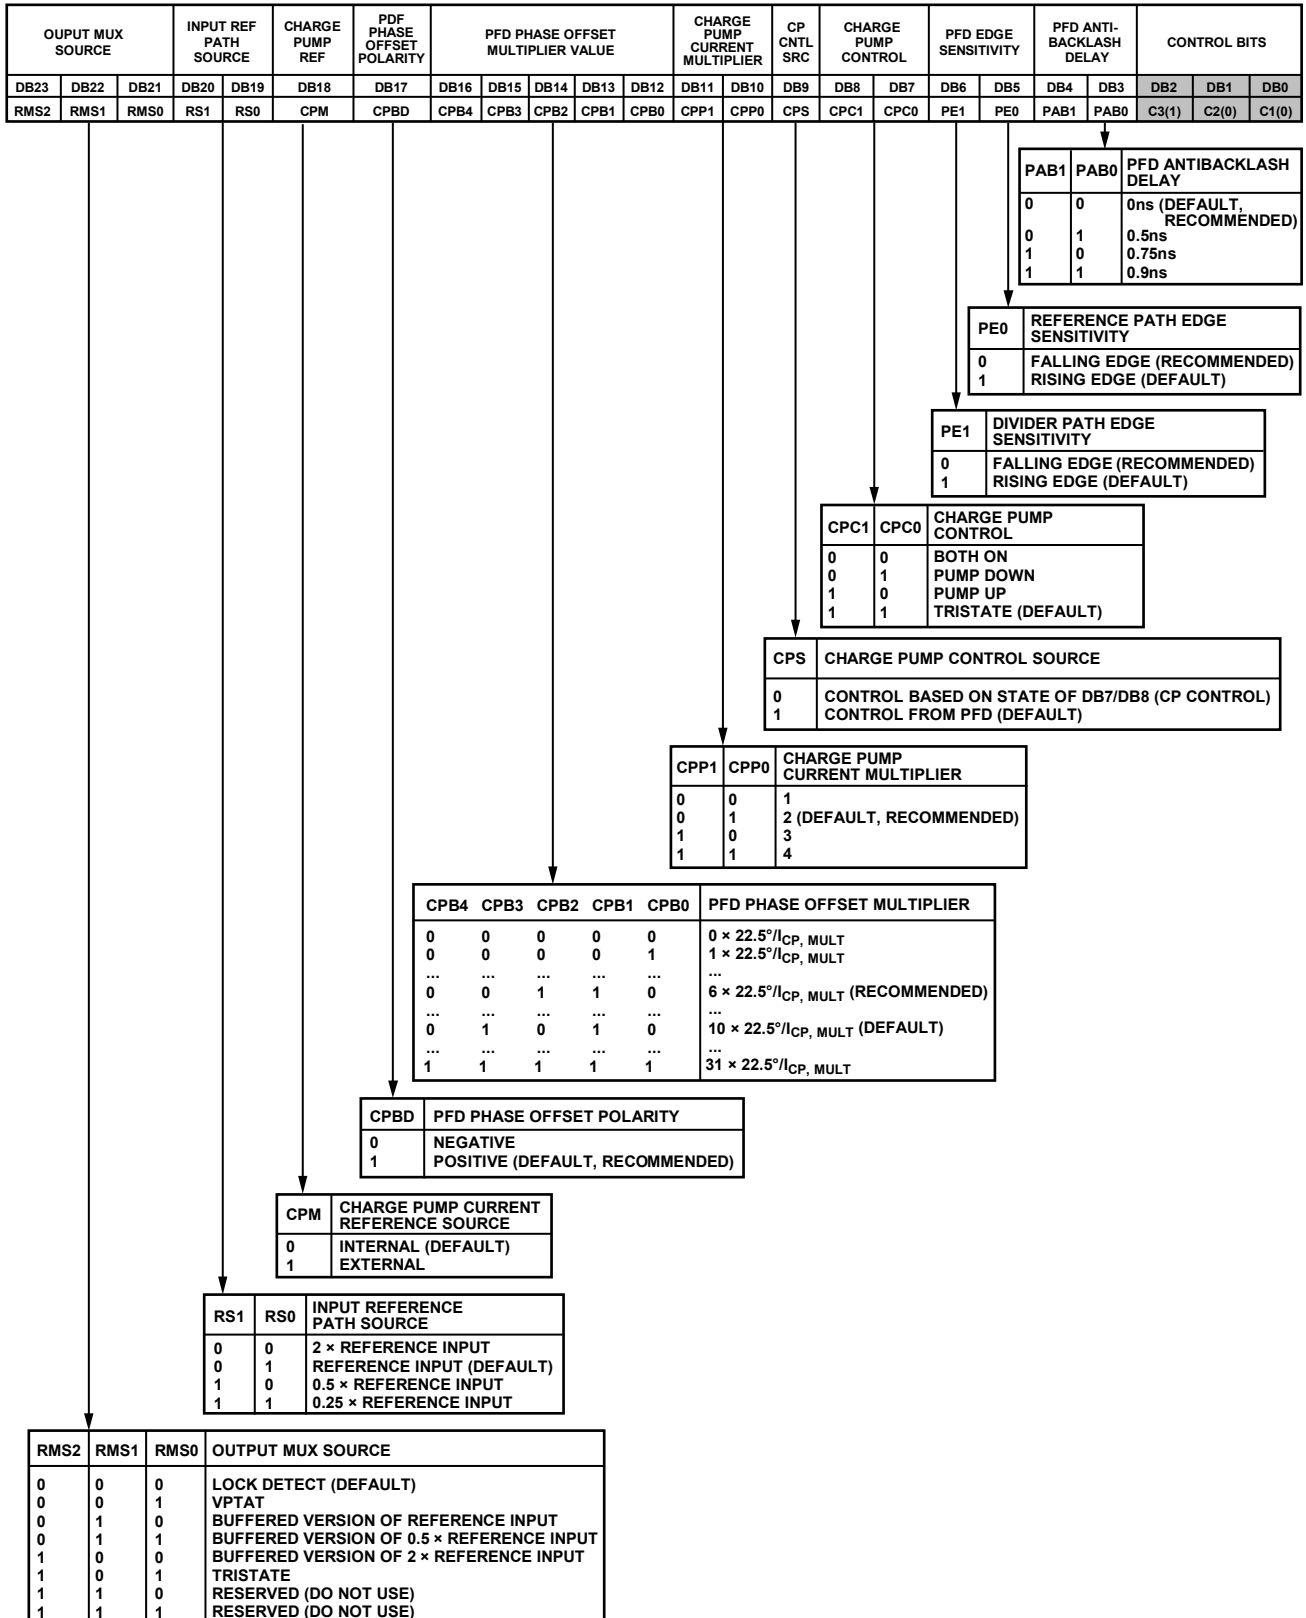 OUPUT MUX SOURCE
INPUT REF PATH SOURCE
CHARGE PUMP REF
PDF PHASE OFFSET POLARITY
PFD PHASE OFFSET MULTIPLIER VALUE
CHARGE PUMP CURRENT MULTIPLIER
CP CNTL SRC
CHARGE PUMP CONTROL
PFD EDGE SENSITIVITY
PFD ANTI-BACKLASH DELAY
CONTROL BITS
DB23 DB22 DB21 DB20 DB19 DB18 DB17 DB16 DB15 DB14 DB13 DB12 DB11 DB10 DB9 DB8 DB7 DB6 DB5 DB4 DB3 DB2 DB1 DB0
RMS2 RMS1 RMS0 RS1 RS0 CPM CPBD CPB4 CPB3 CPB2 CPB1 CPB0 CPP1 CPP0 CPS CPC1 CPC0 PE1 PE0 PAB1 PAB0 C3(1) C2(0) C1(0)
PAB1 PAB0 PFD ANTIBACKLASH DELAY
0 0 0ns (DEFAULT, RECOMMENDED)
0 1 0.5ns
1 0 0.75ns
1 1 0.9ns
PE0 REFERENCE PATH EDGE SENSITIVITY
0 FALLING EDGE (RECOMMENDED)
1 RISING EDGE (DEFAULT)
PE1 DIVIDER PATH EDGE SENSITIVITY
0 FALLING EDGE (RECOMMENDED)
1 RISING EDGE (DEFAULT)
CPC1 CPC0 CHARGE PUMP CONTROL
0 0 BOTH ON
0 1 PUMP DOWN
1 0 PUMP UP
1 1 TRISTATE (DEFAULT)
CPS CHARGE PUMP CONTROL SOURCE
0 CONTROL BASED ON STATE OF DB7/DB8 (CP CONTROL)
1 CONTROL FROM PFD (DEFAULT)
CPP1 CPP0 CHARGE PUMP CURRENT MULTIPLIER
0 0 1
0 1 2 (DEFAULT, RECOMMENDED)
1 0 3
1 1 4
CPB4 CPB3 CPB2 CPB1 CPB0 PFD PHASE OFFSET MULTIPLIER
0 0 0 0 0 0 × 22.5°/ICP, MULT
0 0 0 0 1 1 × 22.5°/ICP, MULT
... ... ... ... ... ...
0 0 1 1 0 6 × 22.5°/ICP, MULT (RECOMMENDED)
... ... ... ... ... ...
0 1 0 1 0 10 × 22.5°/ICP, MULT (DEFAULT)
... ... ... ... ... ...
1 1 1 1 1 31 × 22.5°/ICP, MULT
CPBD PFD PHASE OFFSET POLARITY
0 NEGATIVE
1 POSITIVE (DEFAULT, RECOMMENDED)
CPM CHARGE PUMP CURRENT REFERENCE SOURCE
0 INTERNAL (DEFAULT)
1 EXTERNAL
RS1 RS0 INPUT REFERENCE PATH SOURCE
0 0 2 × REFERENCE INPUT
0 1 REFERENCE INPUT (DEFAULT)
1 0 0.5 × REFERENCE INPUT
1 1 0.25 × REFERENCE INPUT
RMS2 RMS1 RMS0 OUTPUT MUX SOURCE
0 0 0 LOCK DETECT (DEFAULT)
0 0 1 VPTAT
0 1 0 BUFFERED VERSION OF REFERENCE INPUT
0 1 1 BUFFERED VERSION OF 0.5 × REFERENCE INPUT
1 0 0 BUFFERED VERSION OF 2 × REFERENCE INPUT
1 0 1 TRISTATE
1 1 0 RESERVED (DO NOT USE)
1 1 1 RESERVED (DO NOT USE)